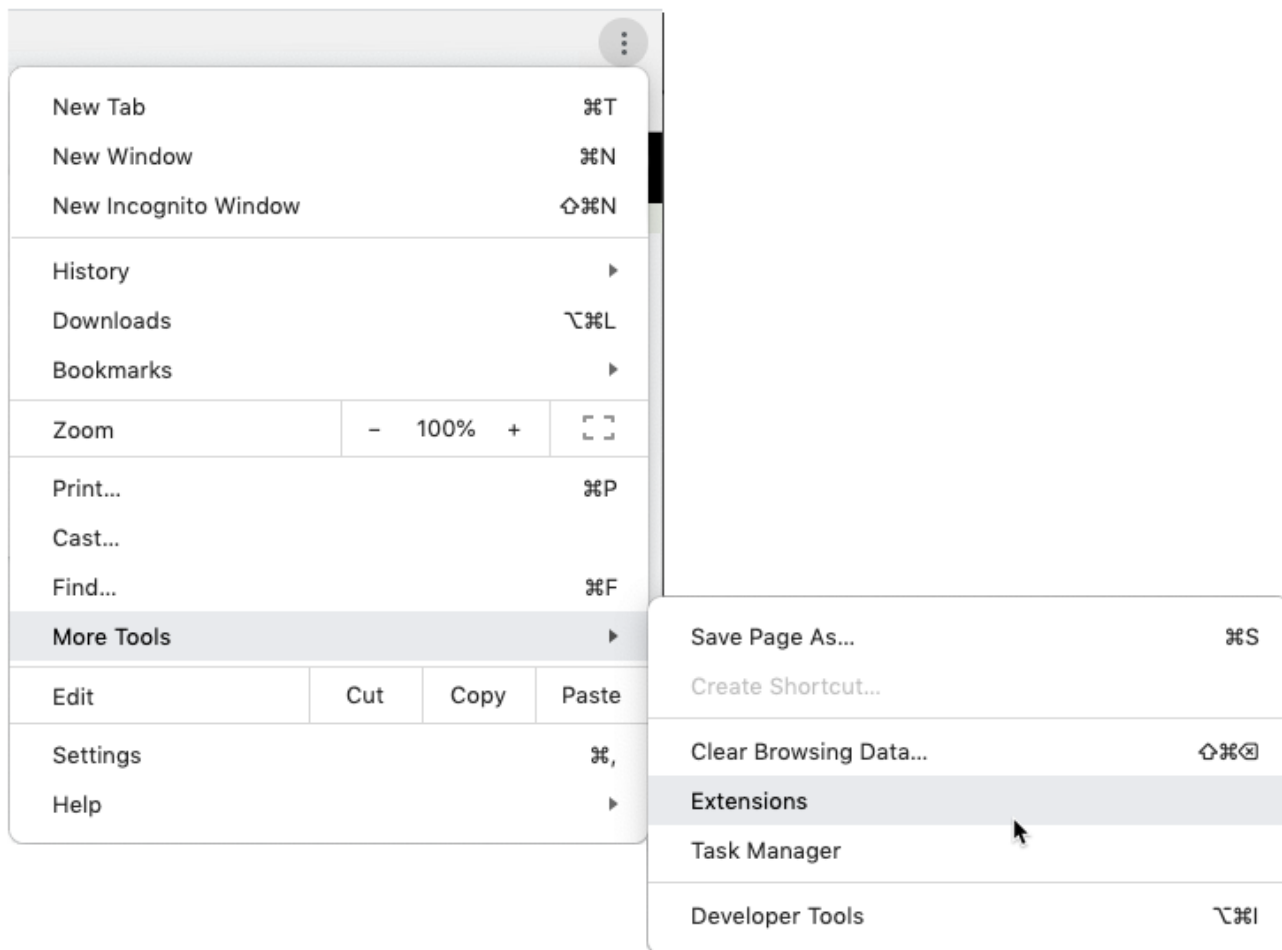 New Tab ⌘T
New Window ⌘N
New Incognito Window ⇧⌘N
History
Downloads ⌥⌘L
Bookmarks
Zoom − 100% +
Print... ⌘P
Cast...
Find... ⌘F
More Tools
Edit Cut Copy Paste
Settings ⌘,
Help
Save Page As... ⌘S
Create Shortcut...
Clear Browsing Data... ⇧⌘⌫
Extensions
Task Manager
Developer Tools ⌥⌘I